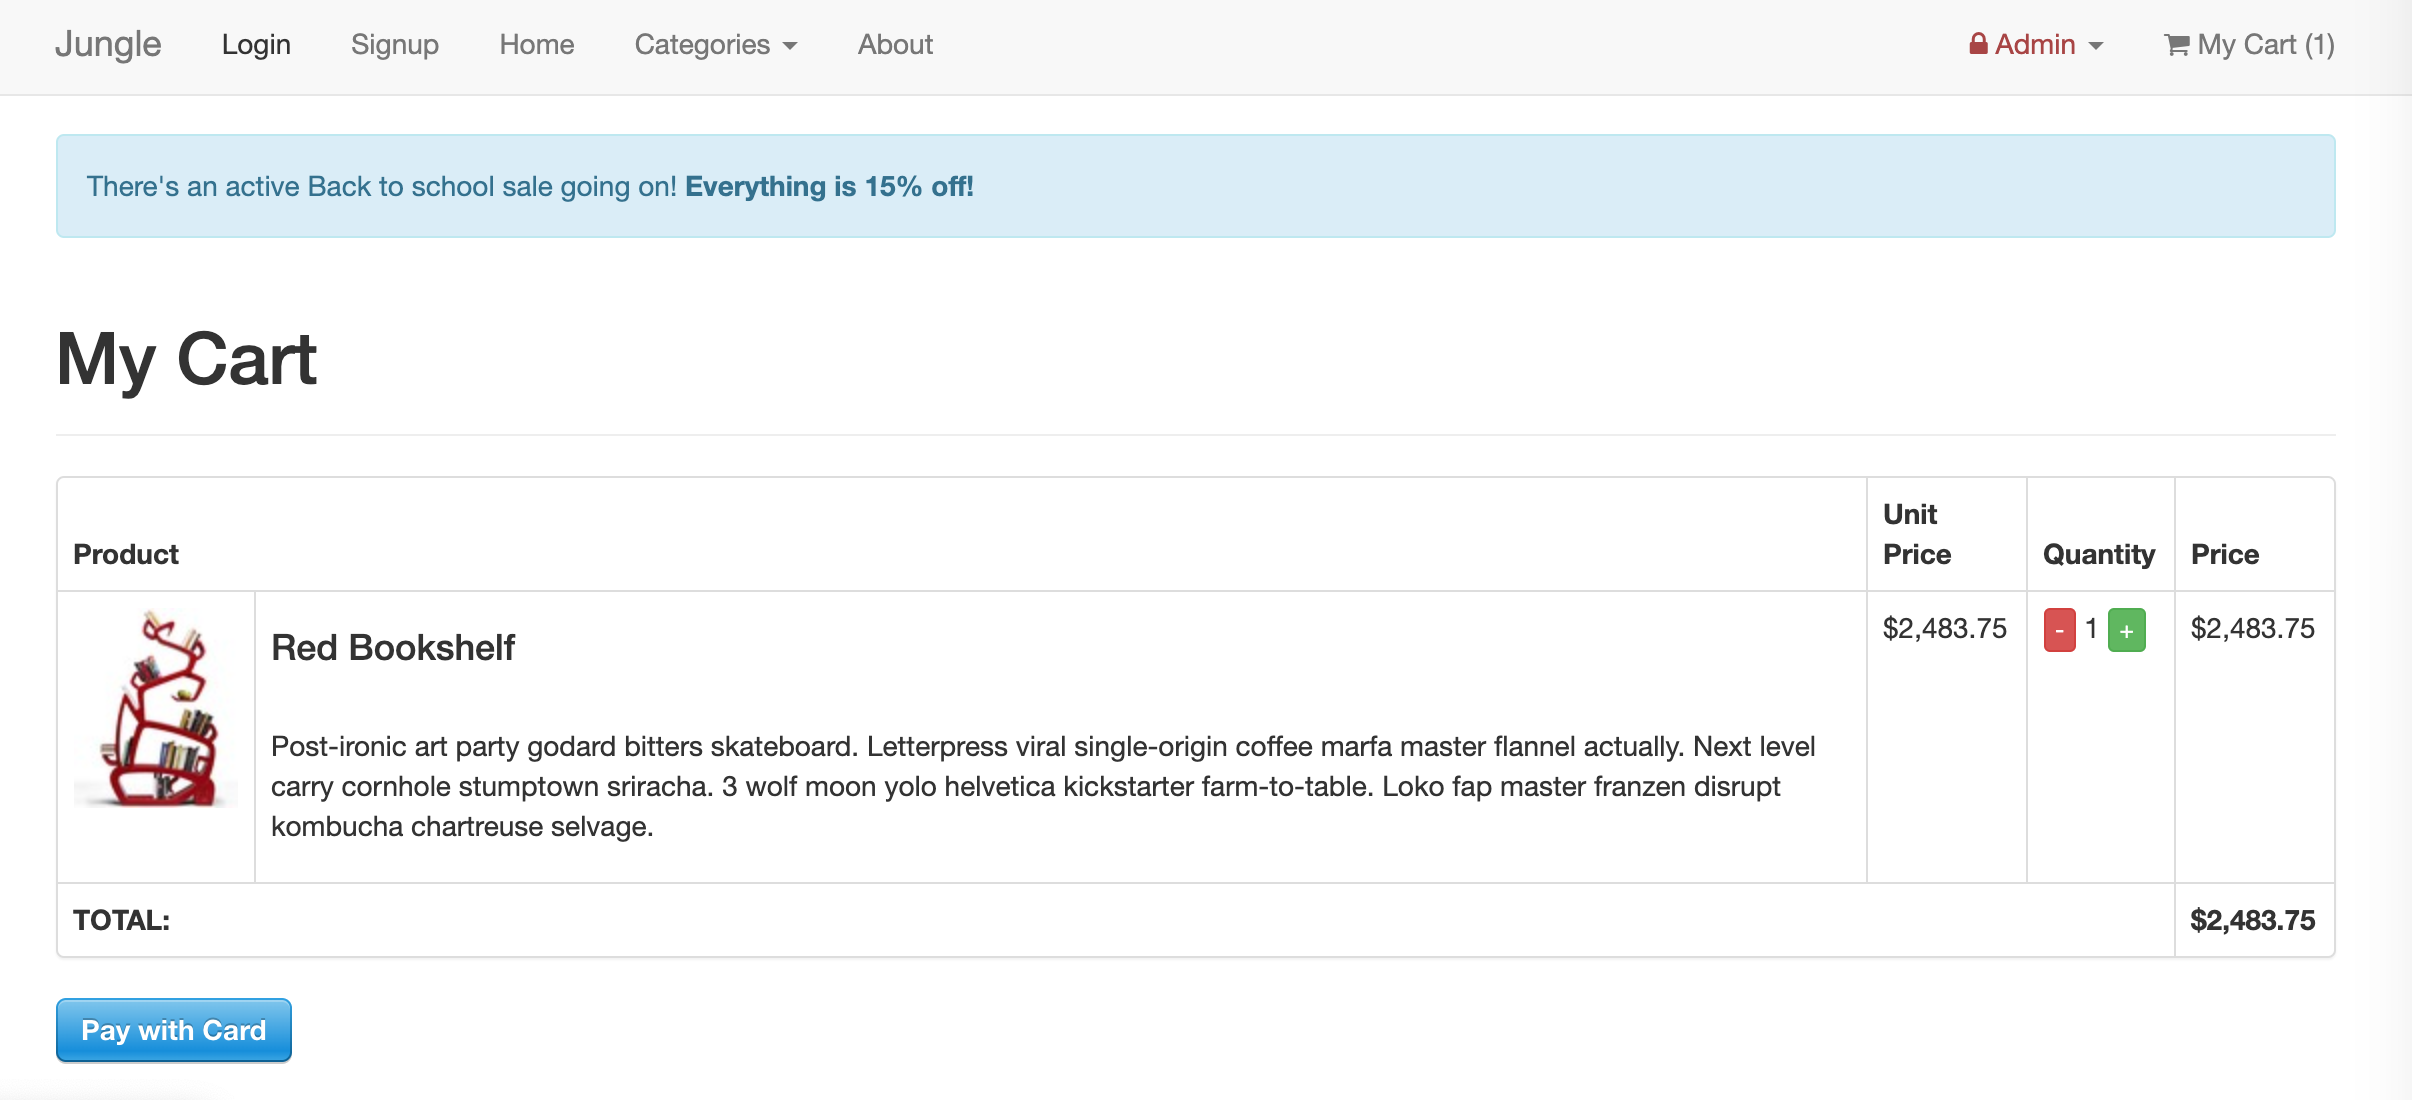 Jungle Login Signup Home Categories About Admin My Cart (1)
There's an active Back to school sale going on! Everything is 15% off!
My Cart
Product Unit Price Quantity Price
Red Bookshelf $2,483.75 - 1 + $2,483.75
Post-ironic art party godard bitters skateboard. Letterpress viral single-origin coffee marfa master flannel actually. Next level
carry cornhole stumptown sriracha. 3 wolf moon yolo helvetica kickstarter farm-to-table. Loko fap master franzen disrupt
kombucha chartreuse selvage.
TOTAL: $2,483.75
Pay with Card